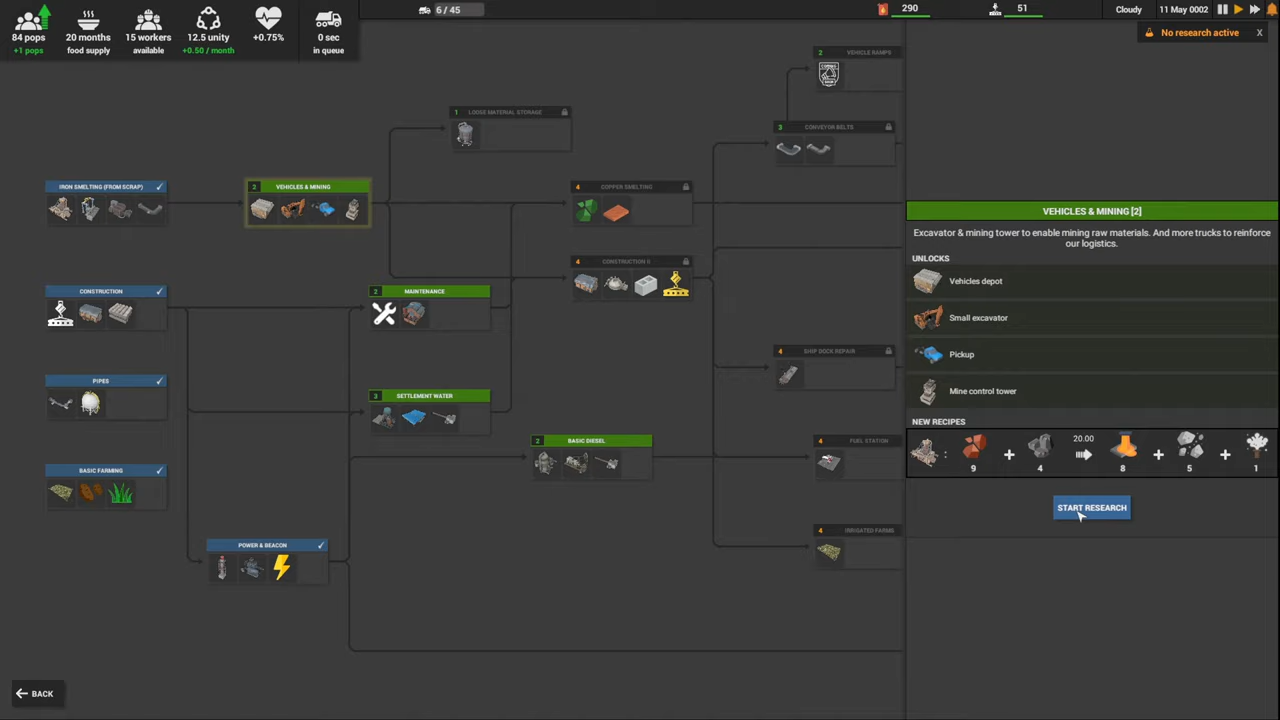 84 pops
+1 pops
20 months
food supply
15 workers
available
12.5 unity
+0.50 / month
+0.75%
0 sec
in queue
6 / 45
290
51
Cloudy
11 May 0002
No research active
X
2 VEHICLE RAMPS
1 LOOSE MATERIAL STORAGE
3 CONVEYOR BELTS
IRON SMELTING (FROM SCRAP)
2 VEHICLES & MINING
4 COPPER SMELTING
4 CONSTRUCTION II
CONSTRUCTION
2 MAINTENANCE
4 SHIP DOCK REPAIR
PIPES
3 SETTLEMENT WATER
2 BASIC DIESEL
4 FUEL STATION
BASIC FARMING
4 IRRIGATED FARMS
POWER & BEACON
BACK
VEHICLES & MINING [2]
Excavator & mining tower to enable mining raw materials. And more trucks to reinforce
our logistics.
UNLOCKS
Vehicles depot
Small excavator
Pickup
Mine control tower
NEW RECIPES
: 9 + 4 20.00 8 + 5 + 1
START RESEARCH